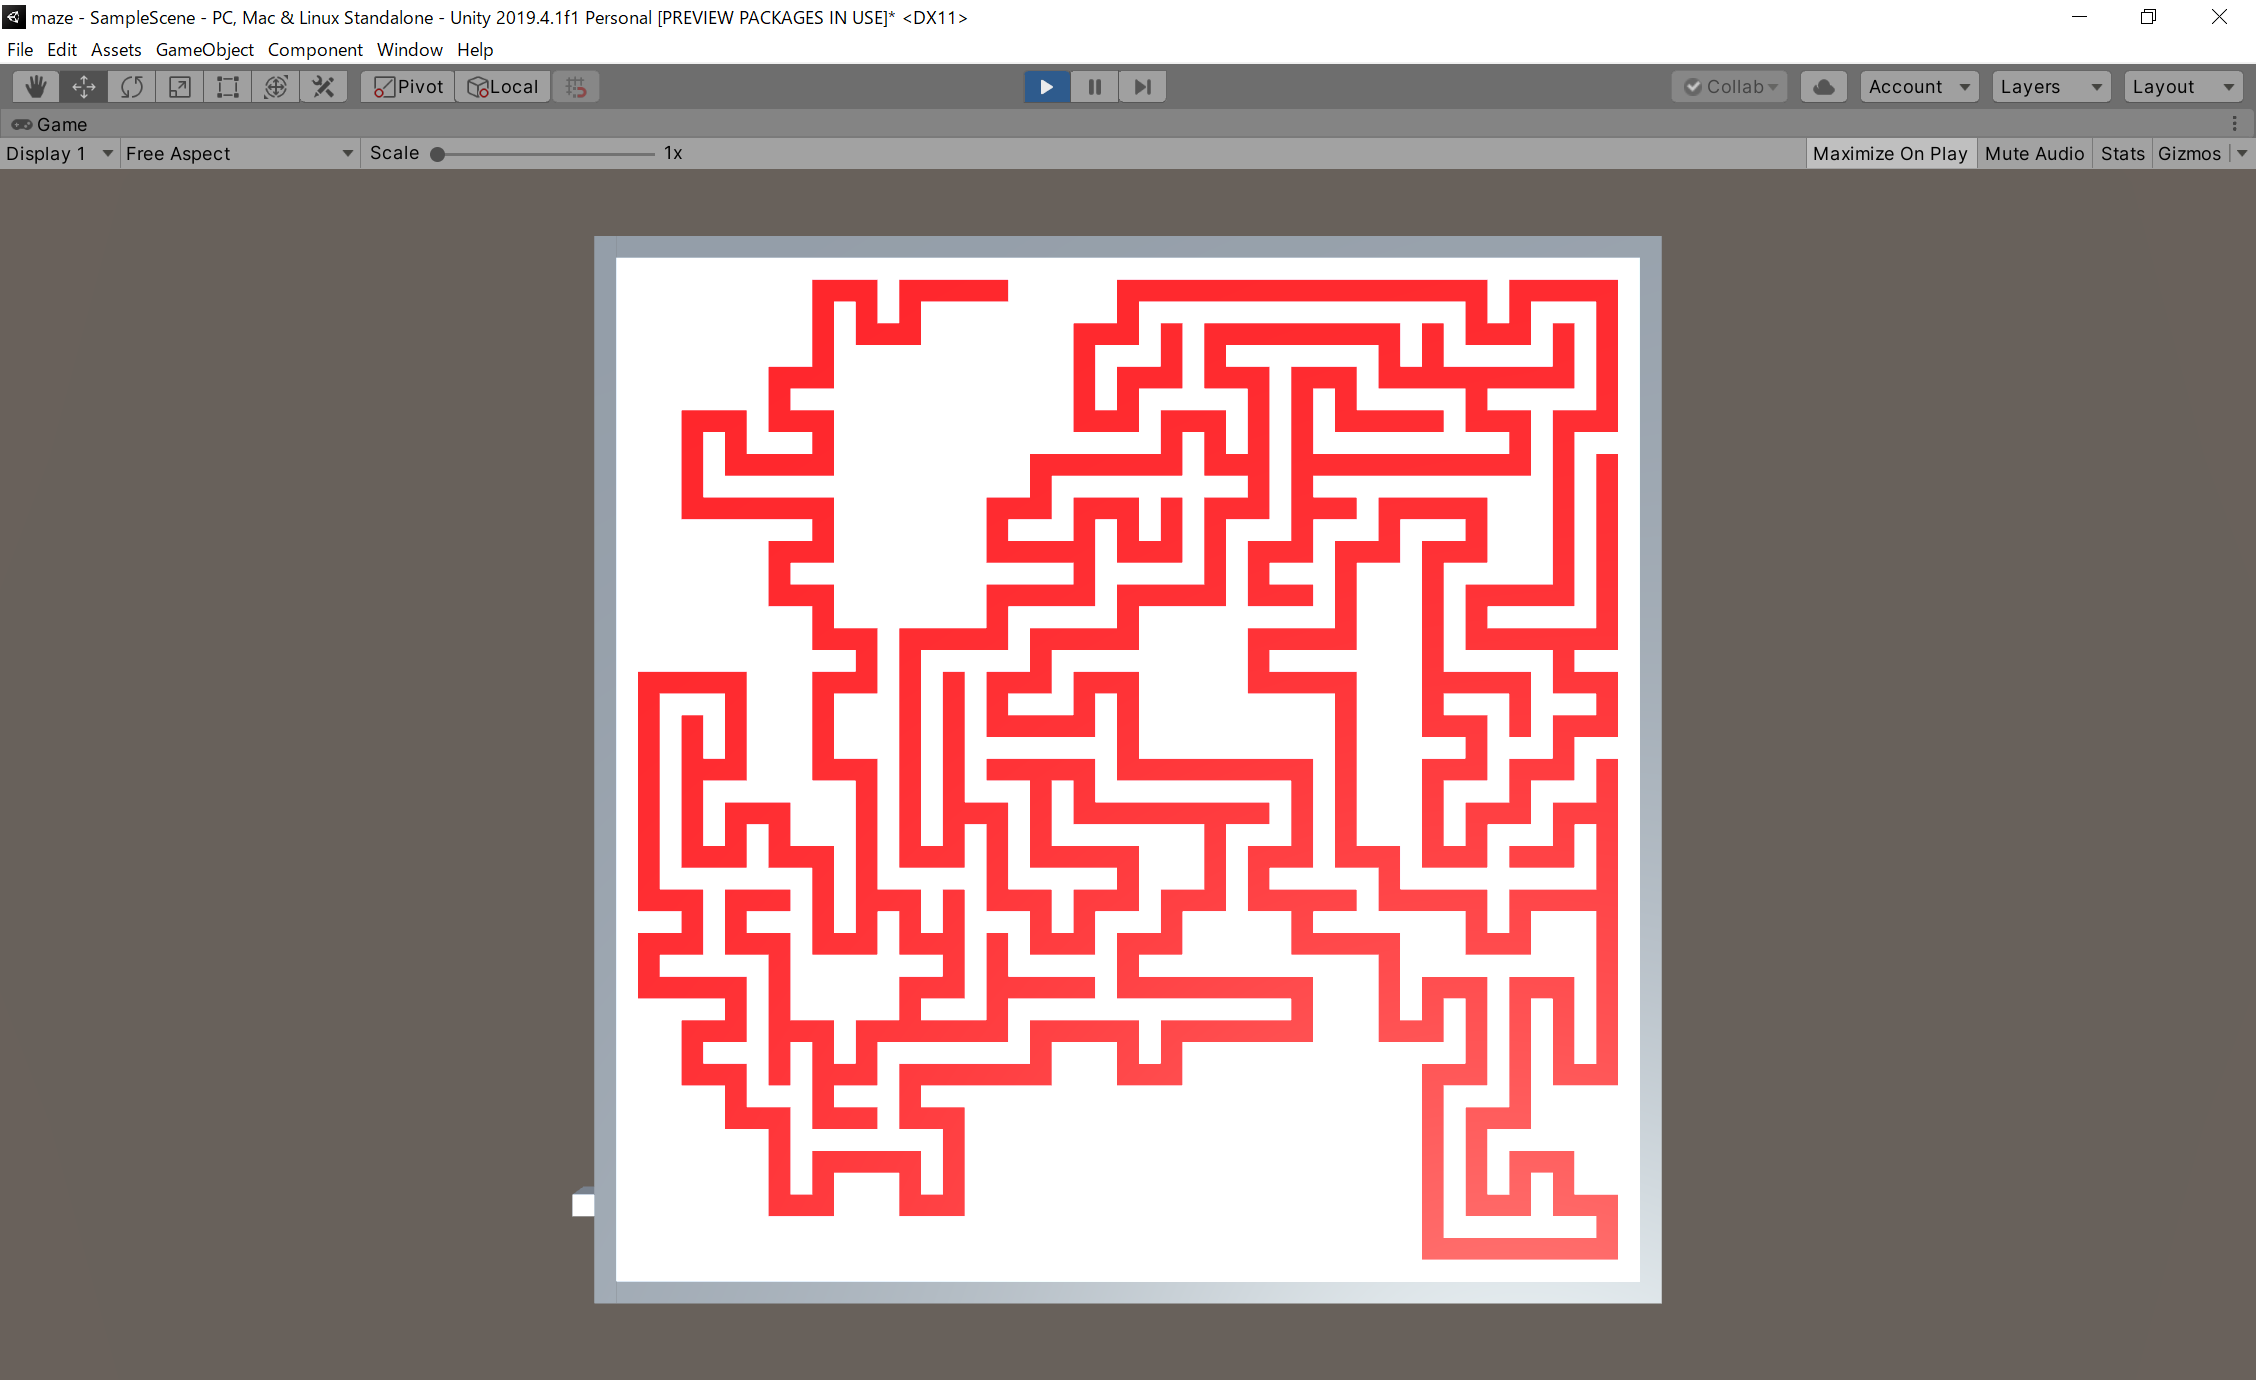 maze - SampleScene - PC, Mac & Linux Standalone - Unity 2019.4.1f1 Personal [PREVIEW PACKAGES IN USE]* <DX11>
File Edit Assets GameObject Component Window Help
Pivot Local Collab Account Layers Layout
Game
Display 1 Free Aspect Scale 1x Maximize On Play Mute Audio Stats Gizmos